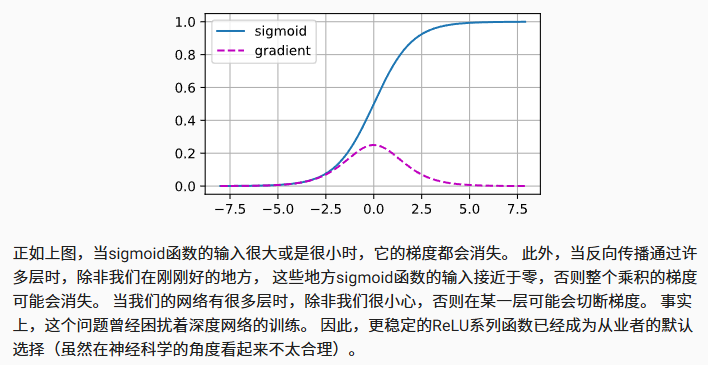 1.0
sigmoid
gradient
0.8
0.6
0.4
0.2
0.0
−7.5 −5.0 −2.5 0.0 2.5 5.0 7.5
正如上图，当sigmoid函数的输入很大或是很小时，它的梯度都会消失。 此外，当反向传播通过许
多层时，除非我们在刚刚好的地方， 这些地方sigmoid函数的输入接近于零，否则整个乘积的梯度
可能会消失。 当我们的网络有很多层时，除非我们很小心，否则在某一层可能会切断梯度。 事实
上，这个问题曾经困扰着深度网络的训练。 因此，更稳定的ReLU系列函数已经成为从业者的默认
选择（虽然在神经科学的角度看起来不太合理）。